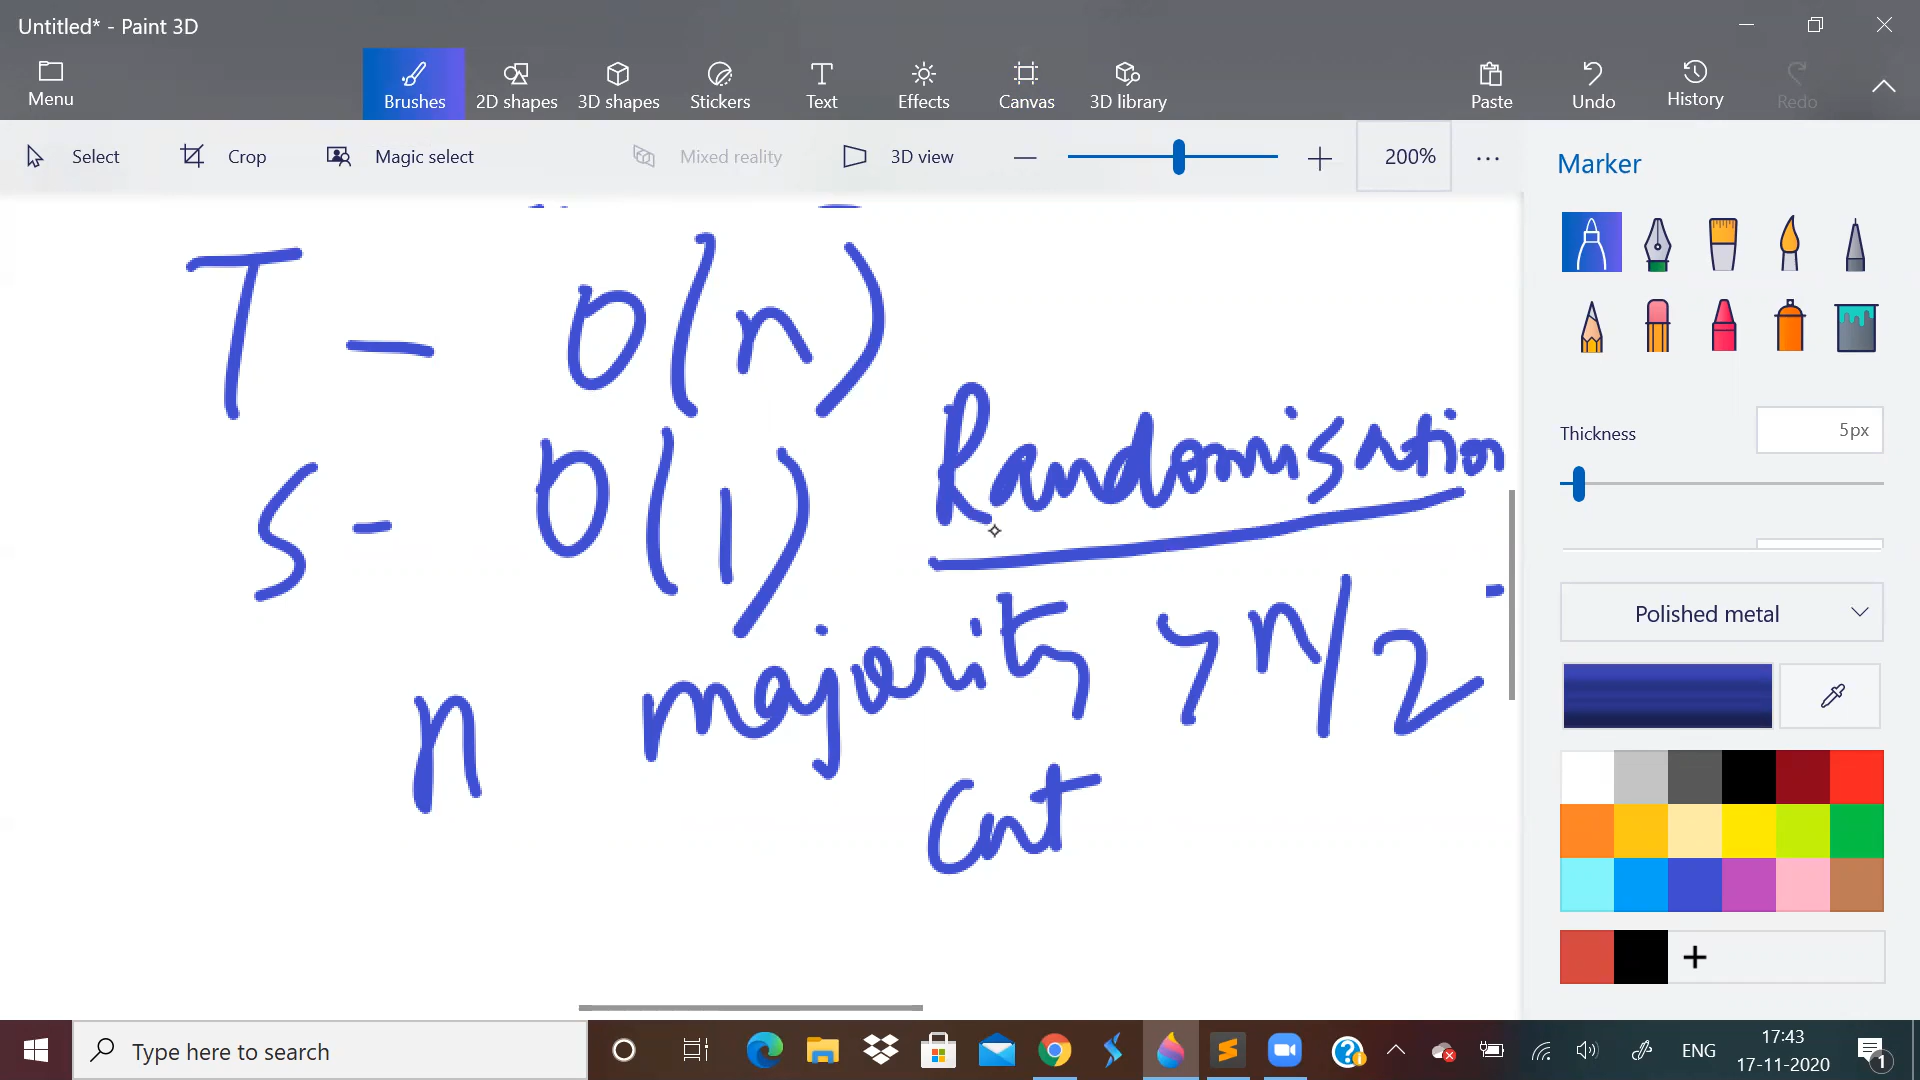 Untitled* - Paint 3D
Menu
Brushes
2D shapes
3D shapes
Stickers
Text
Effects
Canvas
3D library
Paste
Undo
History
Redo
Select
Crop
Magic select
Mixed reality
3D view
200%
Marker
Thickness
5px
Polished metal
T - O(n)
S - O(1)
Randomisation
n majority > n/2 -
Cnt
Type here to search
ENG
17:43
17-11-2020
1